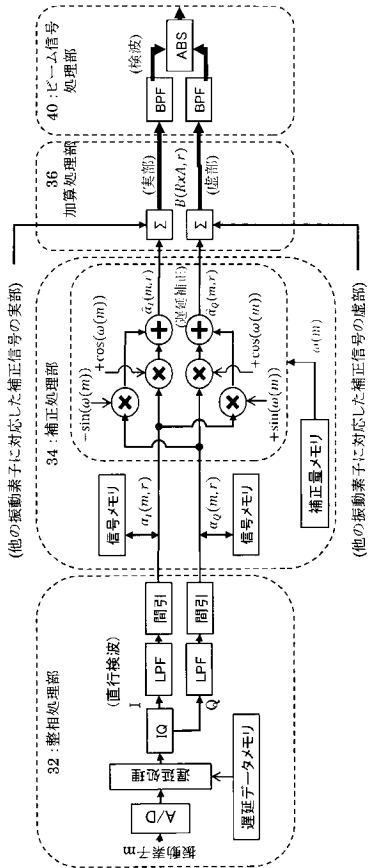 (他の振動素子に対応した補正信号の実部)
32:整相処理部
振動素子m
A/D
遅延処理
遅延データメモリ
IQ
I
Q
(直行検波)
LPF
LPF
間引
間引
34:補正処理部
信号メモリ
a_I(m,r)
a_Q(m,r)
信号メモリ
−sin(ω(m))
+cos(ω(m))
+sin(ω(m))
+cos(ω(m))
â_I(m,r)
(遅延補正)
â_Q(m,r)
補正量メモリ
ω(m)
36
加算処理部
Σ
Σ
(実部)
B(RxA,r)
(虚部)
40:ビーム信号
処理部
BPF
BPF
(検波)
ABS
(他の振動素子に対応した補正信号の虚部)